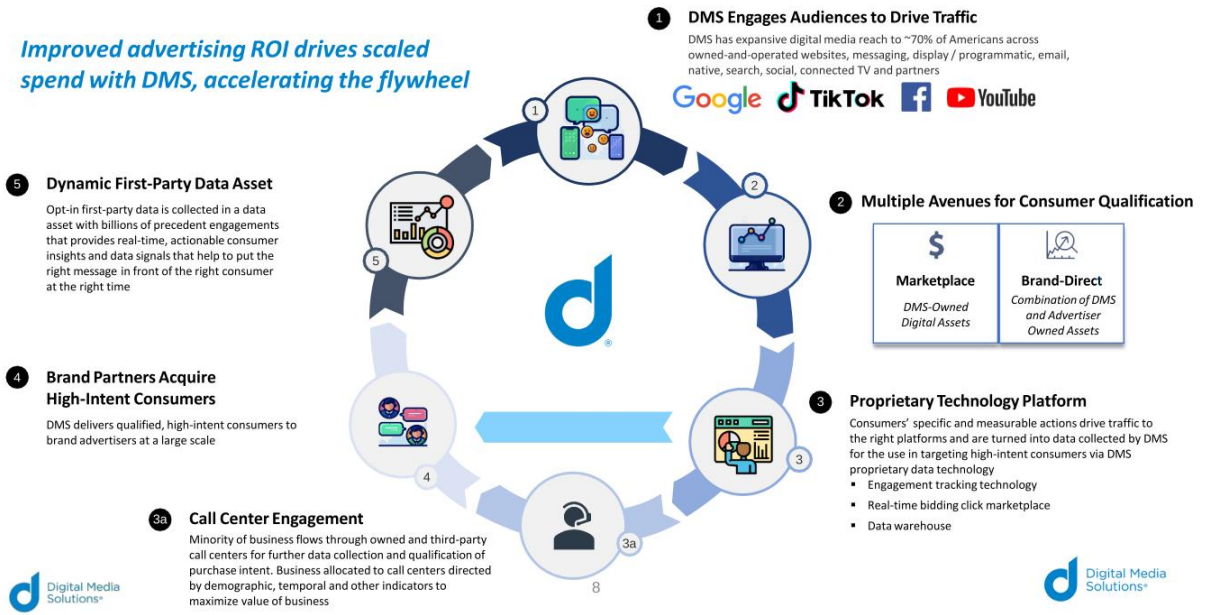 Improved advertising ROI drives scaled
spend with DMS, accelerating the flywheel
1
DMS Engages Audiences to Drive Traffic
DMS has expansive digital media reach to ~70% of Americans across
owned-and-operated websites, messaging, display / programmatic, email,
native, search, social, connected TV and partners
Google TikTok f YouTube
2
Multiple Avenues for Consumer Qualification
$
Marketplace
DMS-Owned
Digital Assets
Brand-Direct
Combination of DMS
and Advertiser
Owned Assets
3
Proprietary Technology Platform
Consumers' specific and measurable actions drive traffic to
the right platforms and are turned into data collected by DMS
for the use in targeting high-intent consumers via DMS
proprietary data technology
▪ Engagement tracking technology
▪ Real-time bidding click marketplace
▪ Data warehouse
3a
Call Center Engagement
Minority of business flows through owned and third-party
call centers for further data collection and qualification of
purchase intent. Business allocated to call centers directed
by demographic, temporal and other indicators to
maximize value of business
4
Brand Partners Acquire
High-Intent Consumers
DMS delivers qualified, high-intent consumers to
brand advertisers at a large scale
5
Dynamic First-Party Data Asset
Opt-in first-party data is collected in a data
asset with billions of precedent engagements
that provides real-time, actionable consumer
insights and data signals that help to put the
right message in front of the right consumer
at the right time
1
2
3
3a
4
5
d®
8
Digital Media
Solutions®
Digital Media
Solutions®